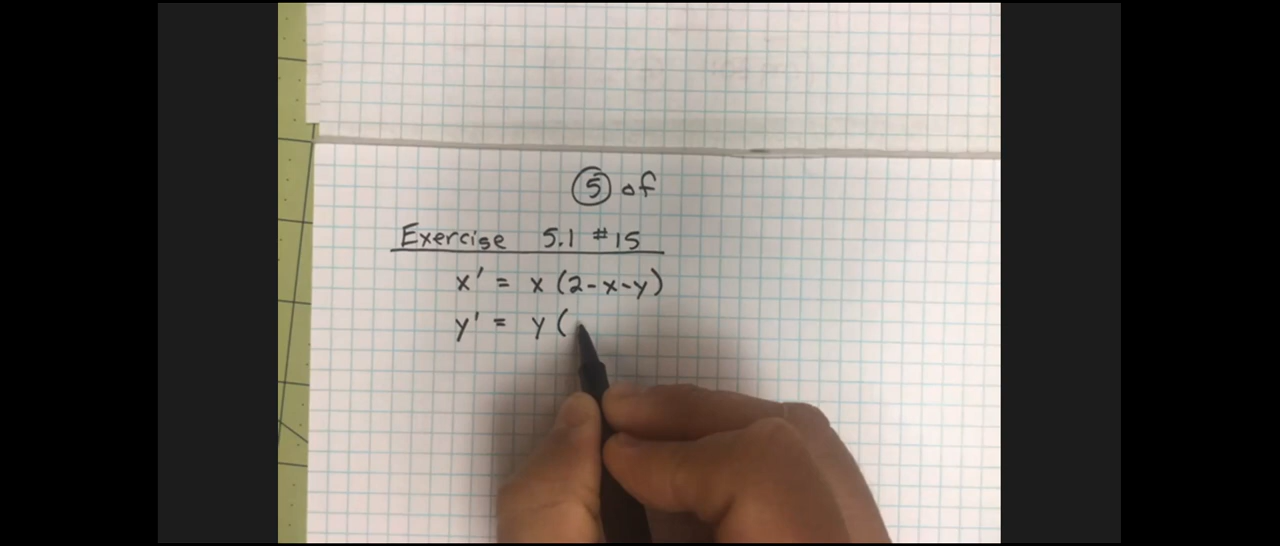 ⑤ of
Exercise 5.1 #15
x' = x (2-x-y)
y' = y (